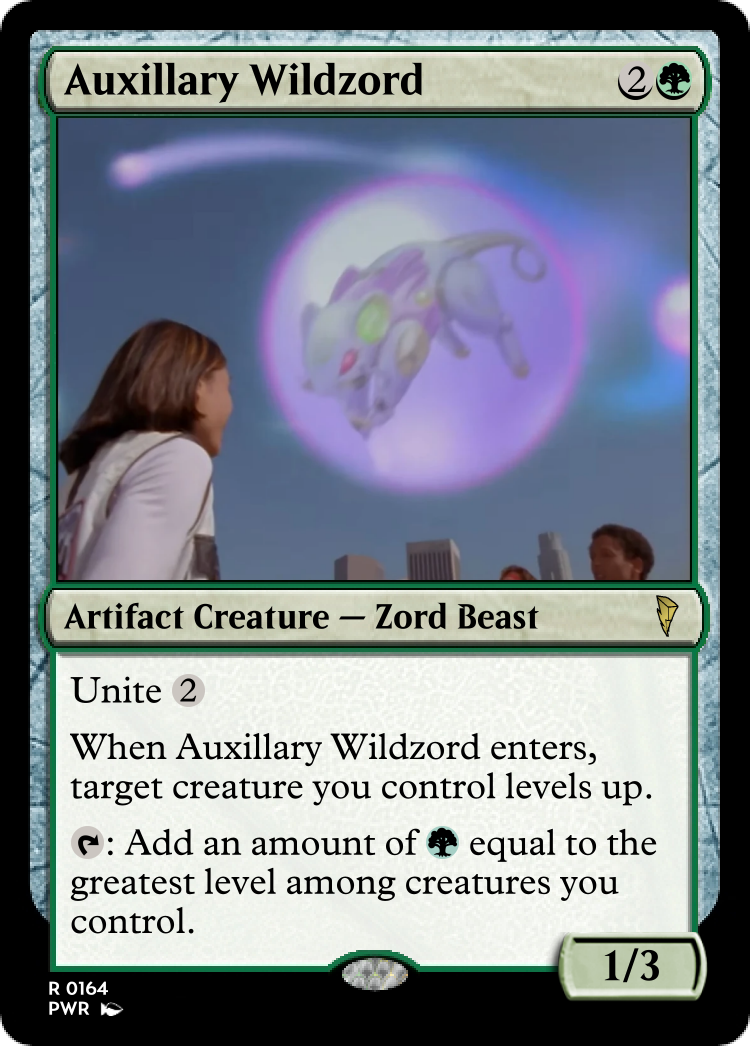 Auxillary Wildzord 2
Artifact Creature — Zord Beast
Unite 2
When Auxillary Wildzord enters,
target creature you control levels up.
: Add an amount of equal to the
greatest level among creatures you
control.
1/3
R 0164
PWR